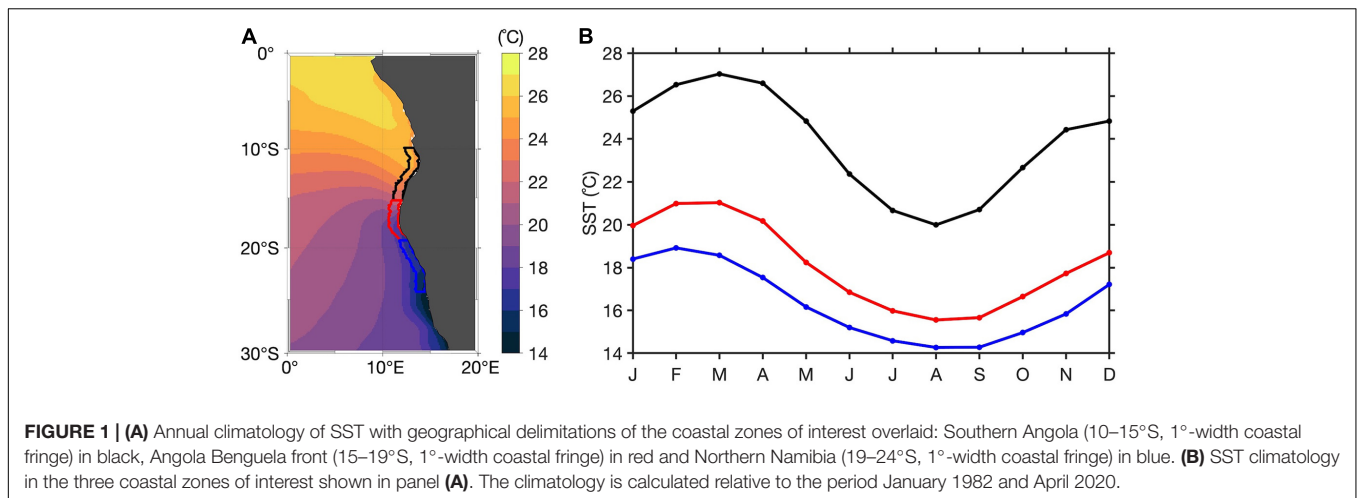 A (℃) B
0° 28 28
26 26
10°S 24 24
22 22
20 SST (℃) 20
20°S 18 18
16 16
30°S 14 14
0° 10°E 20°E J F M A M J J A S O N D
FIGURE 1 | (A) Annual climatology of SST with geographical delimitations of the coastal zones of interest overlaid: Southern Angola (10–15°S, 1°-width coastal
fringe) in black, Angola Benguela front (15–19°S, 1°-width coastal fringe) in red and Northern Namibia (19–24°S, 1°-width coastal fringe) in blue. (B) SST climatology
in the three coastal zones of interest shown in panel (A). The climatology is calculated relative to the period January 1982 and April 2020.